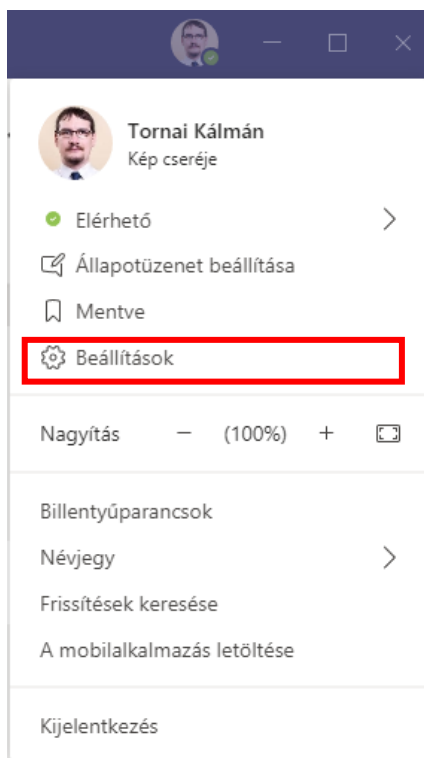 Tornai Kálmán
Kép cseréje
Elérhető
Állapotüzenet beállítása
Mentve
Beállítások
Nagyítás − (100%) +
Billentyűparancsok
Névjegy
Frissítések keresése
A mobilalkalmazás letöltése
Kijelentkezés